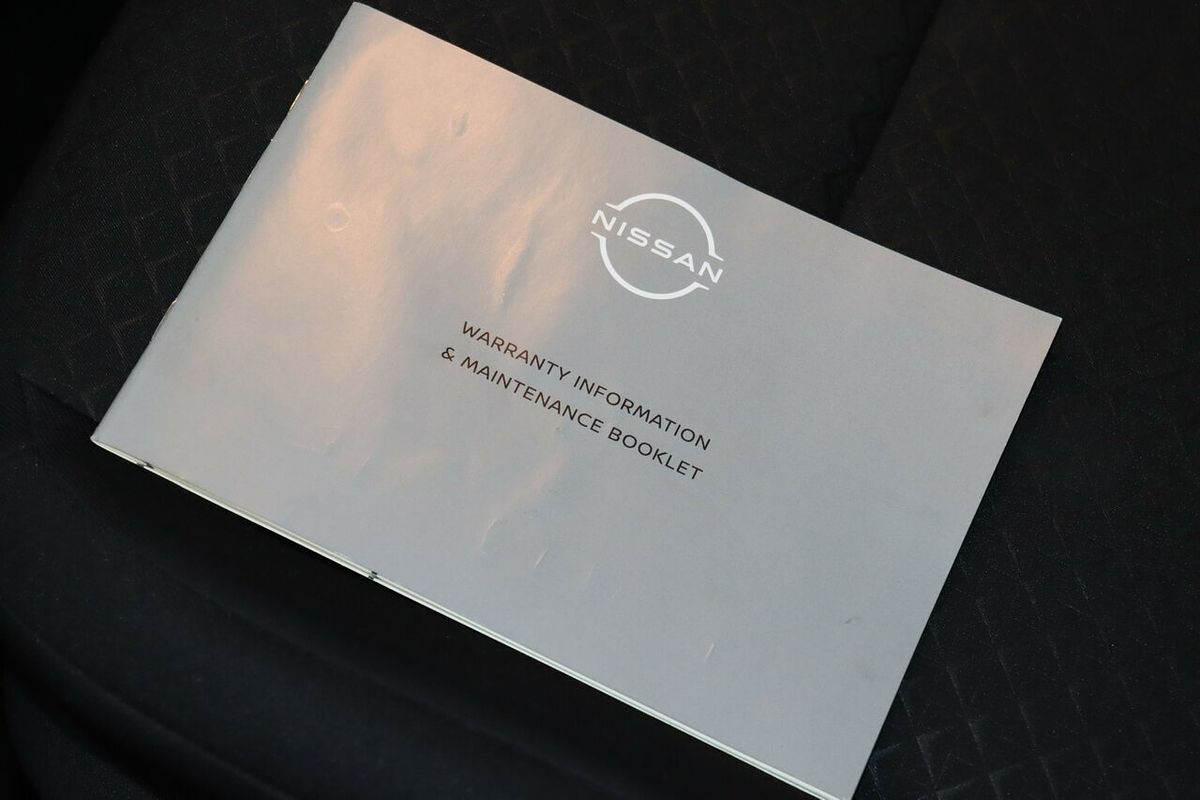 NISSAN
WARRANTY INFORMATION
& MAINTENANCE BOOKLET